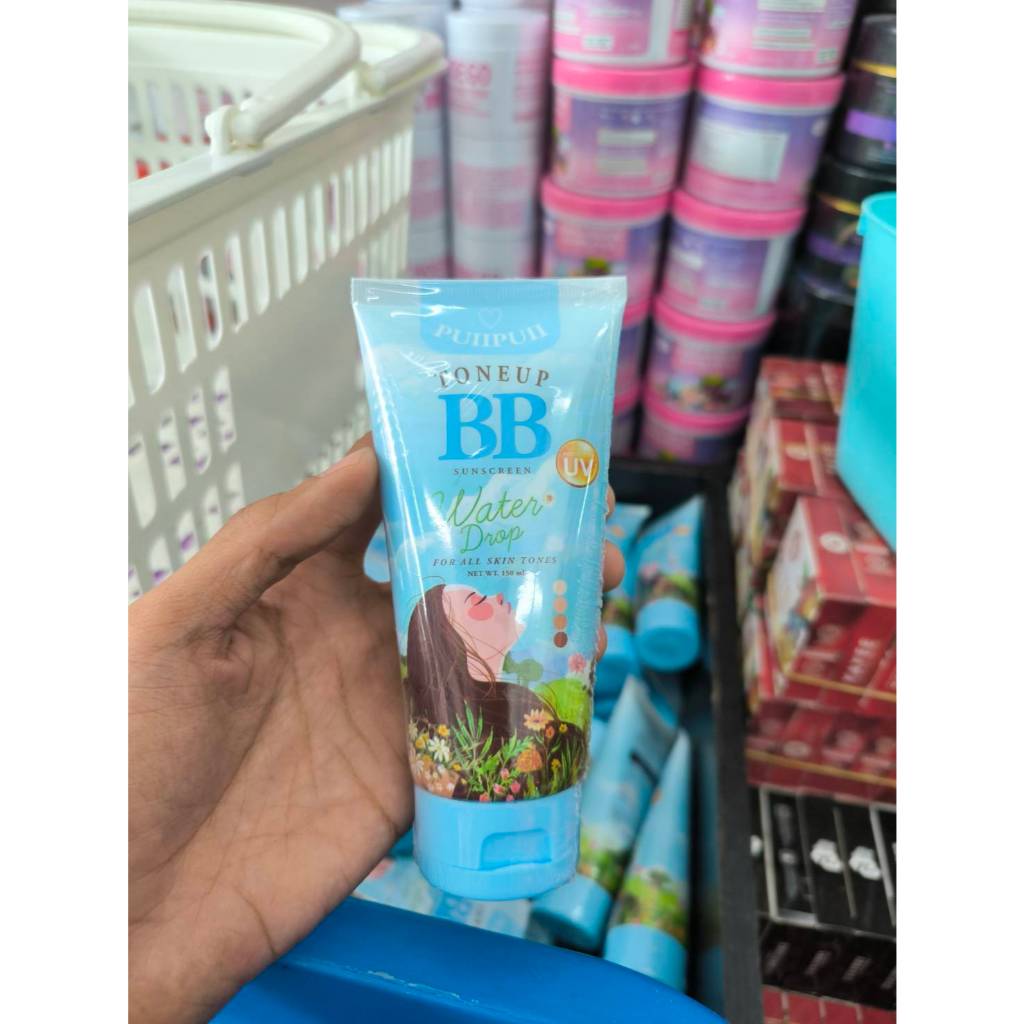 PUIIPUII
TONEUP
BB
SUNSCREEN
UV
Water
Drop
FOR ALL SKIN TONES
NET WT. 150 ml